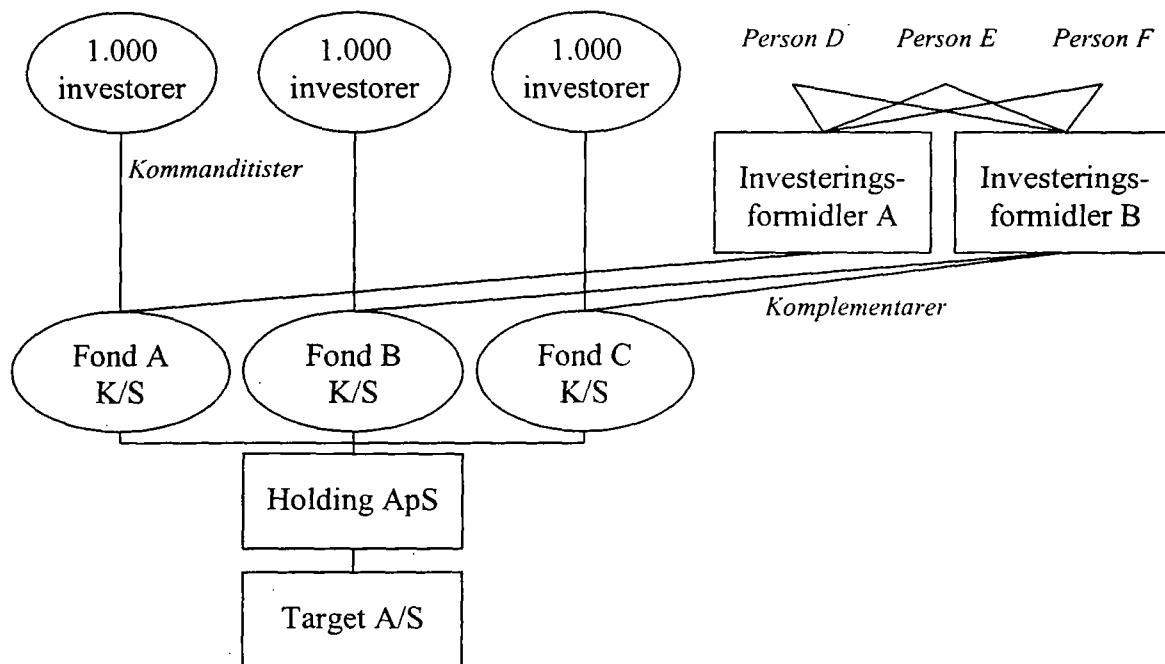 1.000
investorer
1.000
investorer
1.000
investorer
Person D
Person E
Person F
Kommanditister
Investerings-
formidler A
Investerings-
formidler B
Komplementarer
Fond A
K/S
Fond B
K/S
Fond C
K/S
Holding ApS
Target A/S